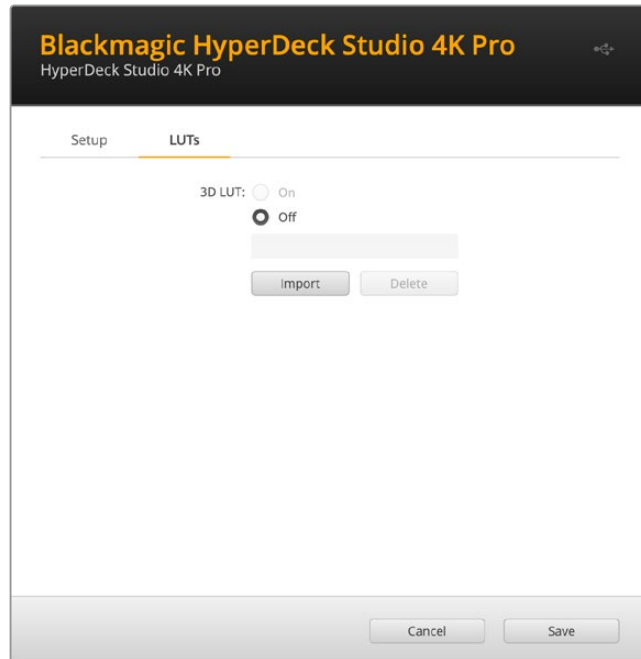 Blackmagic HyperDeck Studio 4K Pro
HyperDeck Studio 4K Pro
Setup LUTs
3D LUT: On
Off
Import Delete
Cancel Save